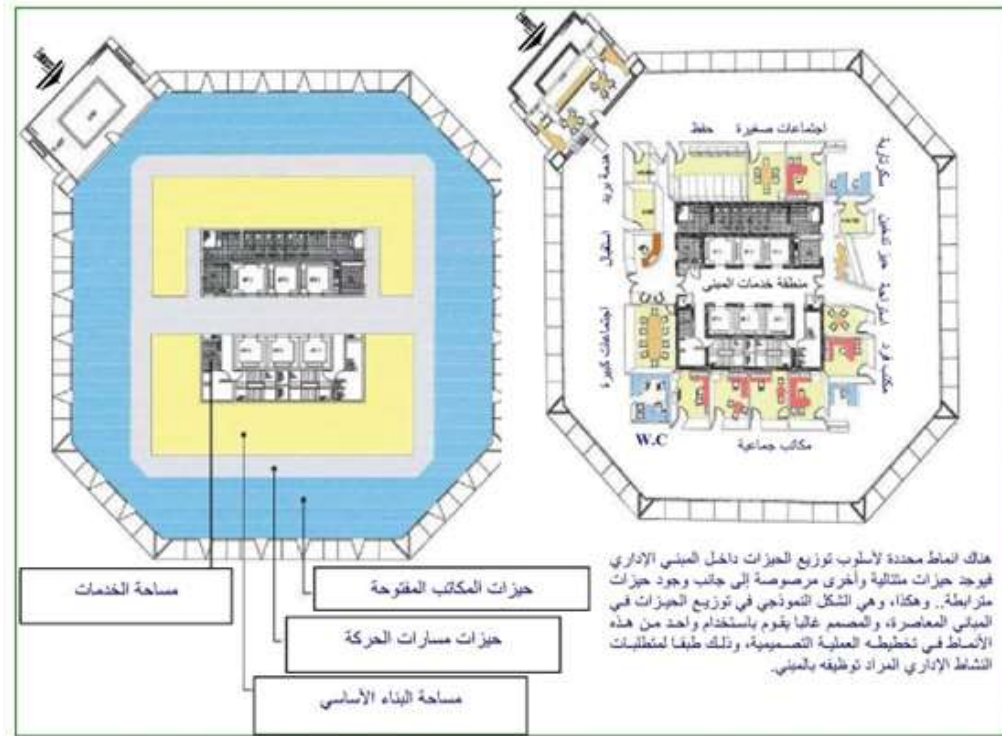 اجتماعات صغيرة
حفظ
سكرتارية
خدمة بريد
استقبال
منطقة خدمات المبنى
استراحة
اجتماعات كبيرة
مكاتب فردية
W.C
مكاتب جماعية
مساحة الخدمات
حيزات المكاتب المفتوحة
حيزات مسارات الحركة
مساحة البناء الأساسي
هناك انماط محددة لأسلوب توزيع الحيزات داخل المبنى الإداري
فيوجد حيزات متتالية وأخرى مرصوصة إلى جانب وجود حيزات
مترابطة.. وهكذا، وهي الشكل النموذجي في توزيع الحيزات في
المباني المعاصرة، والمصمم غالبا يقوم باستخدام واحد من هذه
الأنماط في تخطيطه العملية التصميمية، وذلك طبقا لمتطلبات
النشاط الإداري المراد توظيفه بالمبنى.